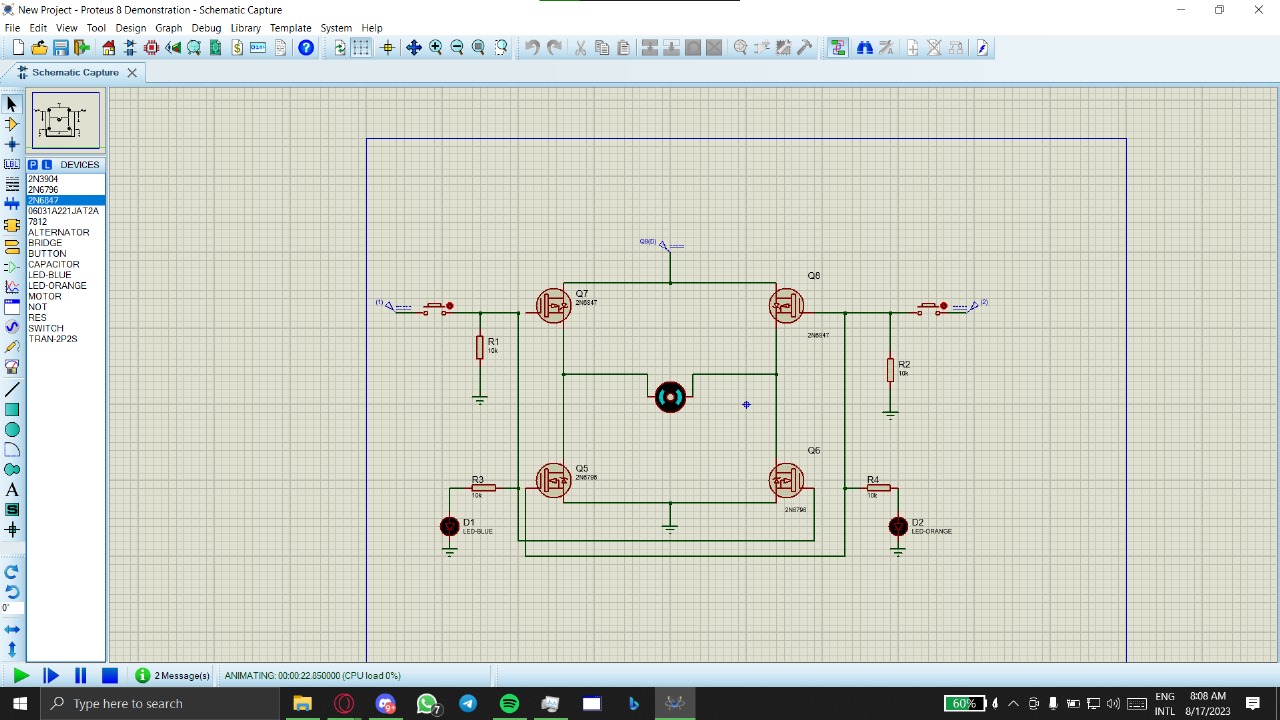 New Project - Proteus 8 Demonstration - Schematic Capture
File Edit View Tool Design Graph Debug Library Template System Help
Schematic Capture
P L DEVICES
2N3904
2N6796
2N6847
06031A221JAT2A
7812
ALTERNATOR
BRIDGE
BUTTON
CAPACITOR
LED-BLUE
LED-ORANGE
MOTOR
NOT
RES
SWITCH
TRAN-2P2S
LBL
A
S
0°
Q8(D)
Q8
Q7
2N6847
2N6847
(1)
(2)
R1
10k
R2
10k
Q5
2N6796
Q6
2N6796
R3
10k
R4
10k
D1
LED-BLUE
D2
LED-ORANGE
2 Message(s)
ANIMATING: 00:00:22.850000 (CPU load 0%)
Type here to search
7
60%
ENG
INTL
8:08 AM
8/17/2023